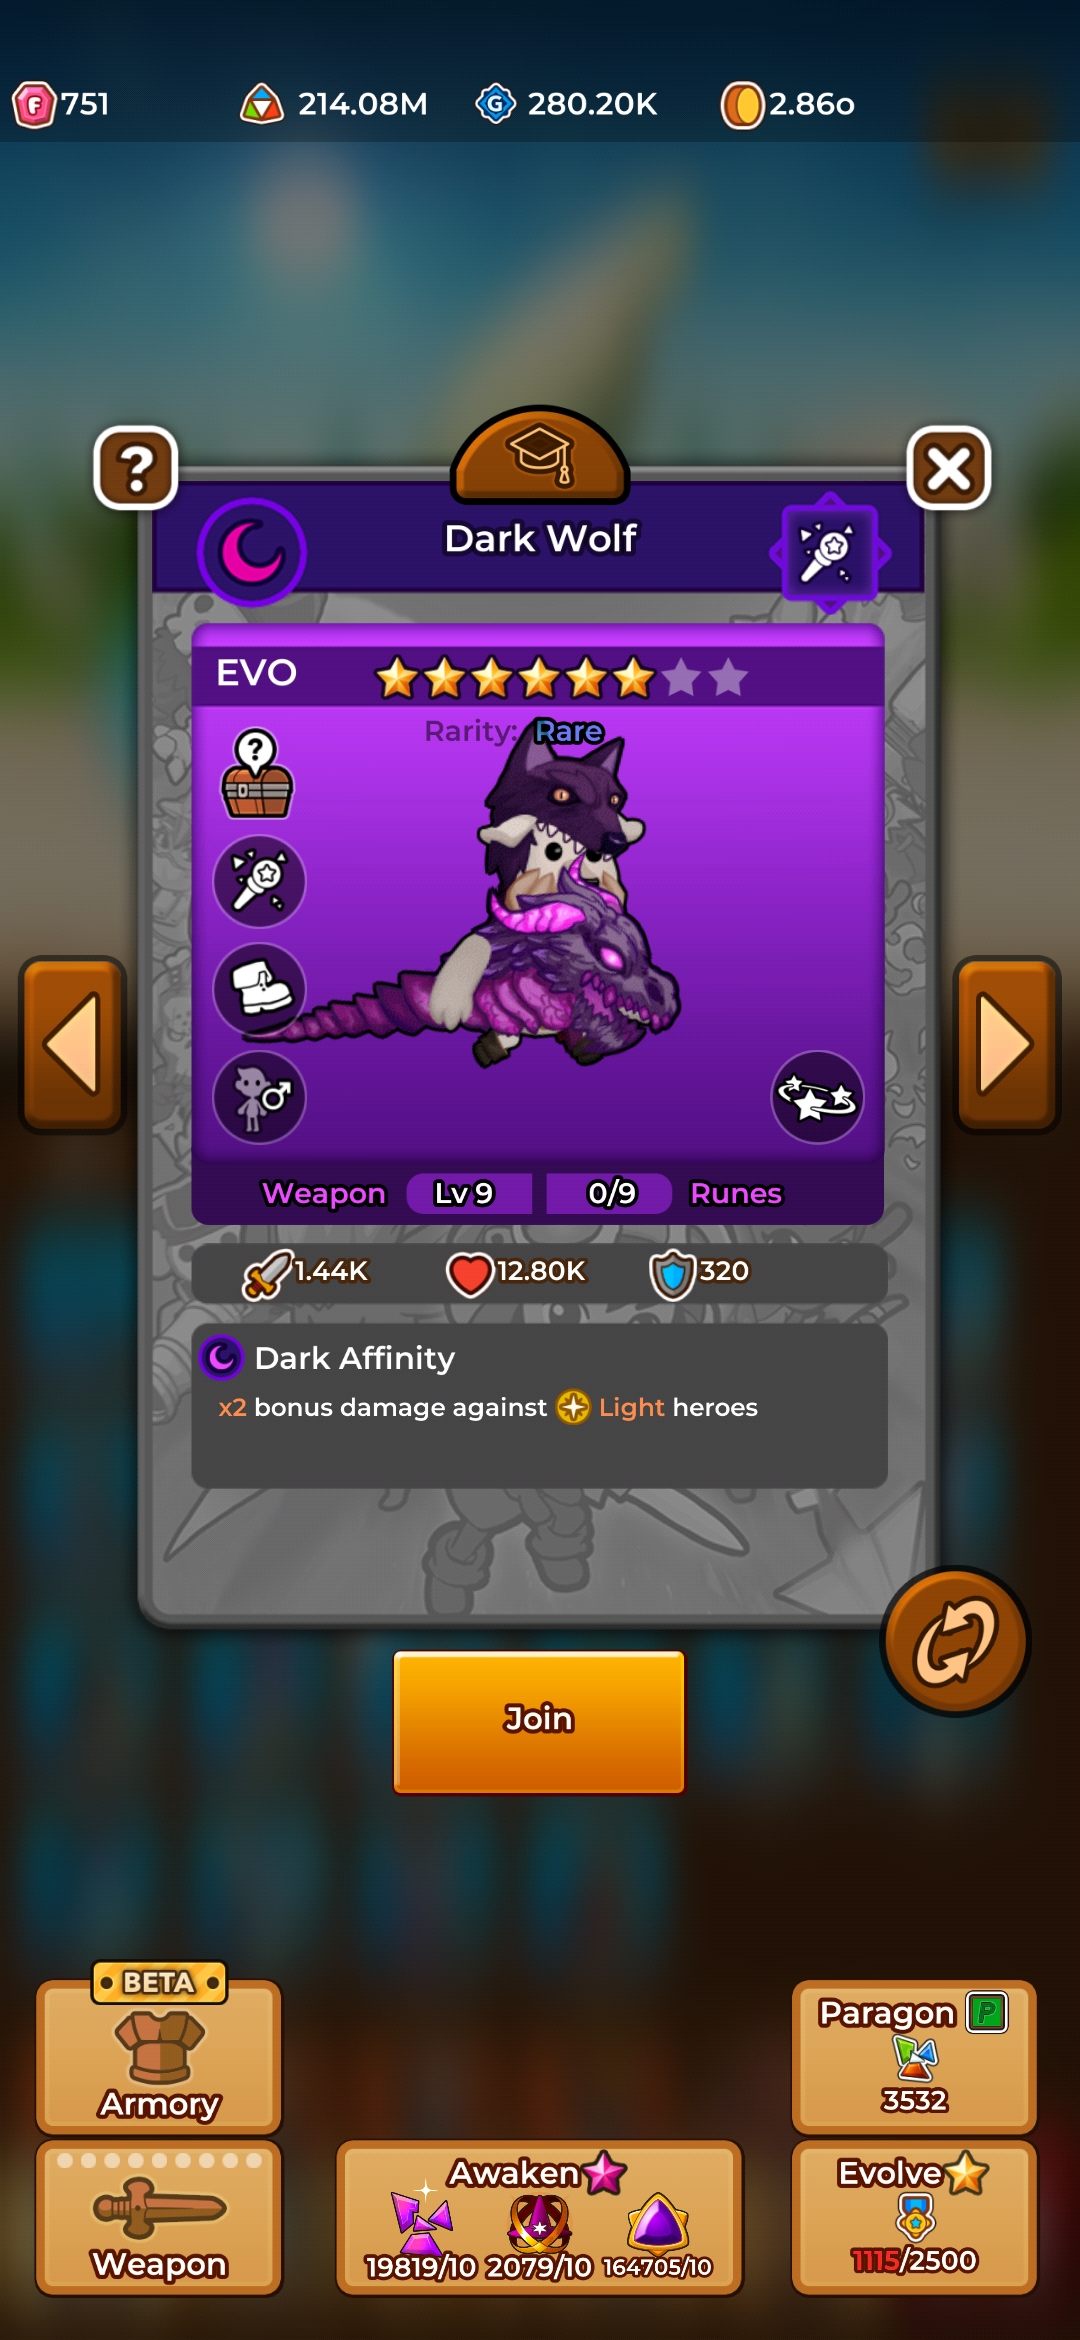 751 214.08M G 280.20K 2.86o
F
?
Dark Wolf
EVO
Rarity: Rare
?
Weapon Lv 9 0/9 Runes
1.44K 12.80K 320
Dark Affinity
x2 bonus damage against Light heroes
Join
BETA
Armory
Paragon P
3532
Weapon
Awaken
19819/10 2079/10 164705/10
Evolve
1115/2500